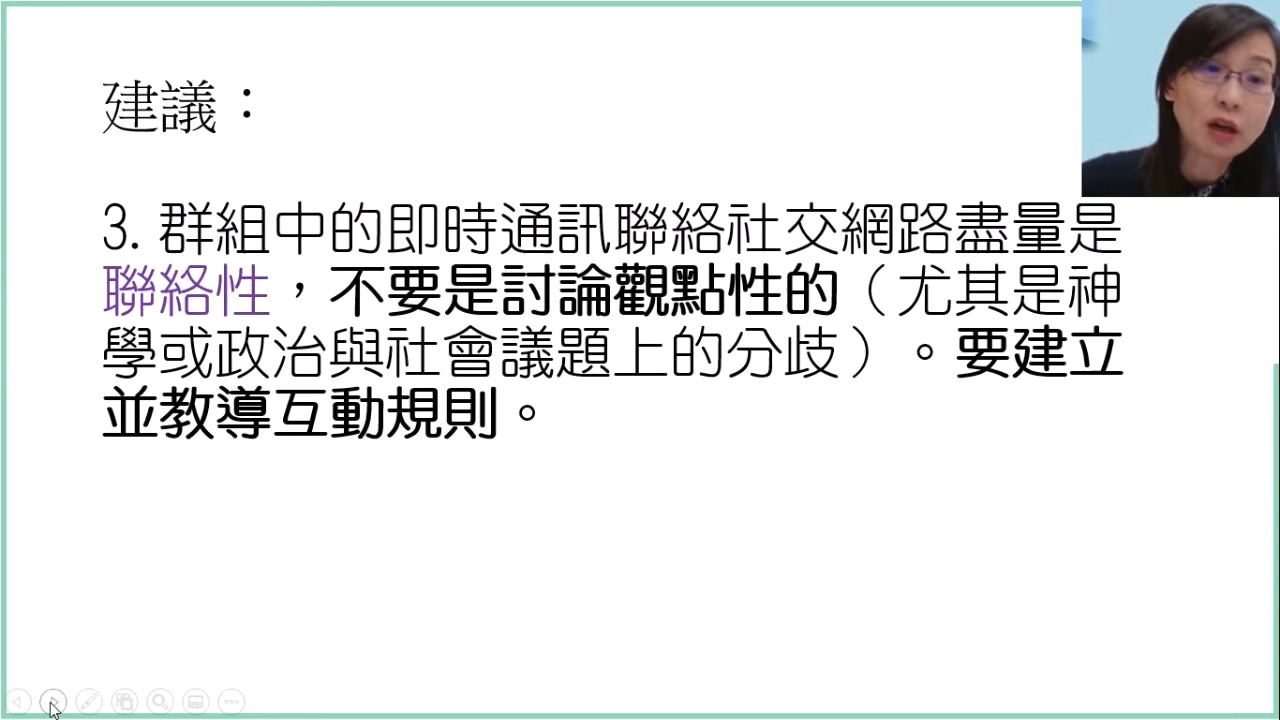 建議：
3. 群組中的即時通訊聯絡社交網路盡量是
聯絡性，不要是討論觀點性的（尤其是神
學或政治與社會議題上的分歧）。要建立
並教導互動規則。